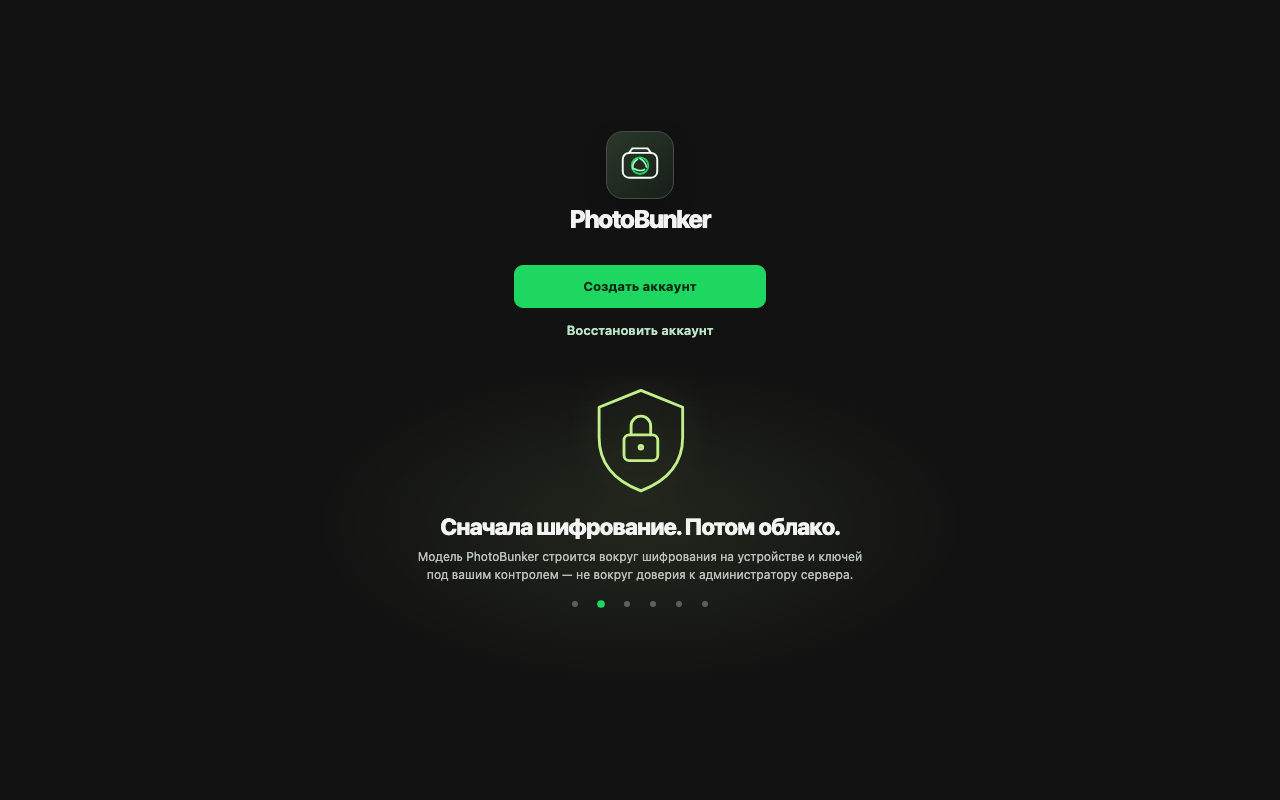 PhotoBunker
Создать аккаунт
Восстановить аккаунт
Сначала шифрование. Потом облако.
Модель PhotoBunker строится вокруг шифрования на устройстве и ключей
под вашим контролем — не вокруг доверия к администратору сервера.